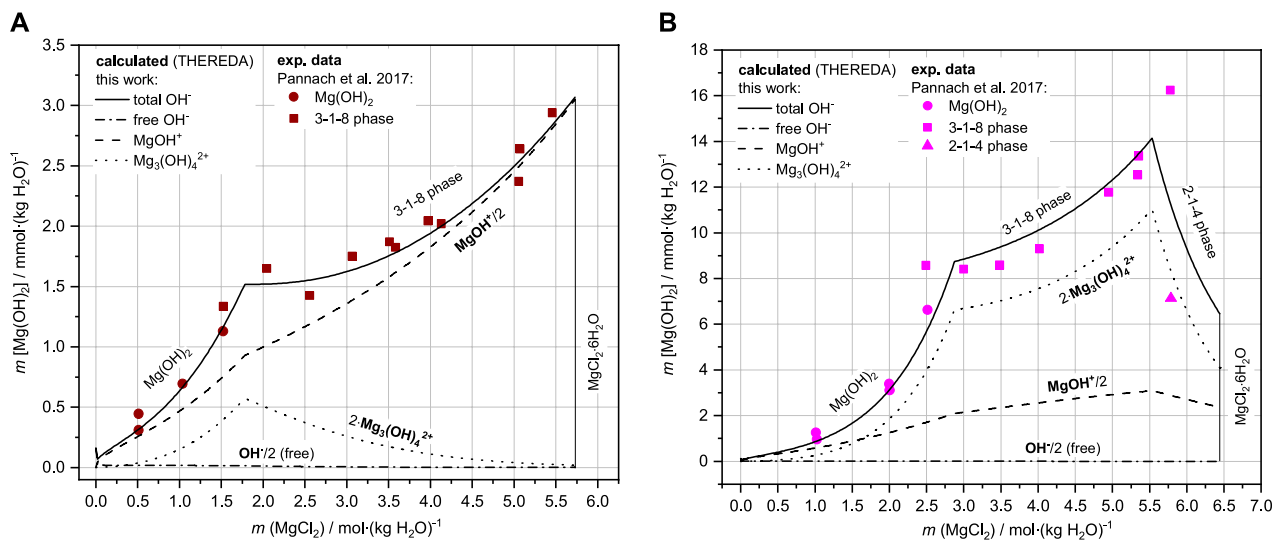 A
calculated (THEREDA)
this work:
total OH⁻
free OH⁻
MgOH⁺
Mg₃(OH)₄²⁺
exp. data
Pannach et al. 2017:
Mg(OH)₂
3-1-8 phase
m [Mg(OH)₂] / mmol·(kg H₂O)⁻¹
3.5
3.0
2.5
2.0
1.5
1.0
0.5
0.0
Mg(OH)₂
3-1-8 phase
MgOH⁺/2
2·Mg₃(OH)₄²⁺
OH⁻/2 (free)
MgCl₂·6H₂O
0.0 0.5 1.0 1.5 2.0 2.5 3.0 3.5 4.0 4.5 5.0 5.5 6.0
m (MgCl₂) / mol·(kg H₂O)⁻¹
B
calculated (THEREDA)
this work:
total OH⁻
free OH⁻
MgOH⁺
Mg₃(OH)₄²⁺
exp. data
Pannach et al. 2017:
Mg(OH)₂
3-1-8 phase
2-1-4 phase
m [Mg(OH)₂] / mmol·(kg H₂O)⁻¹
18
16
14
12
10
8
6
4
2
0
Mg(OH)₂
3-1-8 phase
2-1-4 phase
2·Mg₃(OH)₄²⁺
MgOH⁺/2
OH⁻/2 (free)
MgCl₂·6H₂O
0.0 0.5 1.0 1.5 2.0 2.5 3.0 3.5 4.0 4.5 5.0 5.5 6.0 6.5 7.0
m (MgCl₂) / mol·(kg H₂O)⁻¹